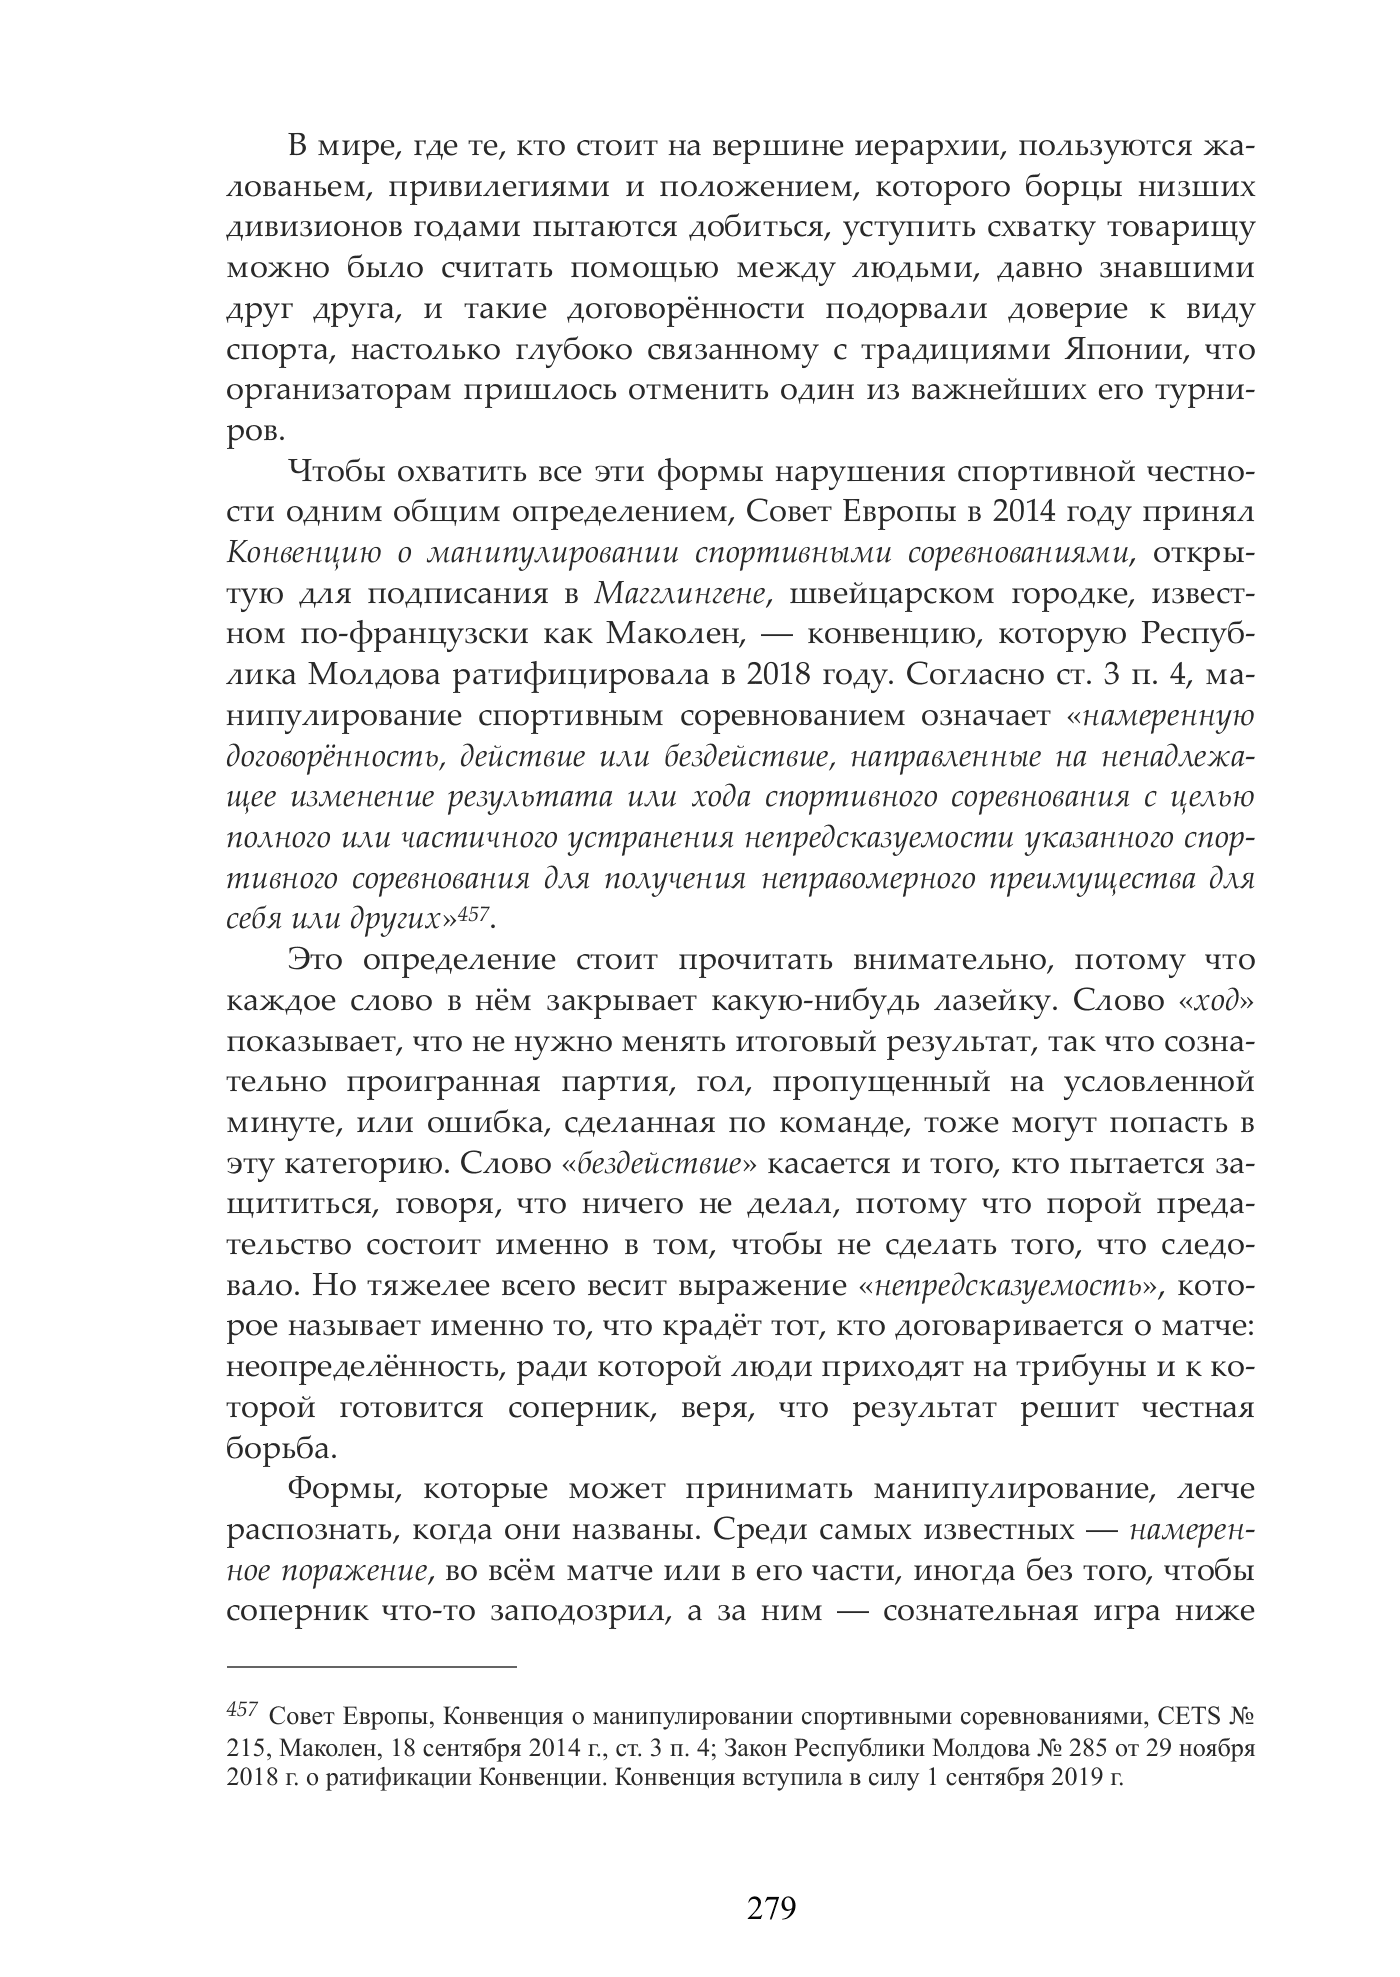 В мире, где те, кто стоит на вершине иерархии, пользуются жа-
лованьем, привилегиями и положением, которого борцы низших
дивизионов годами пытаются добиться, уступить схватку товарищу
можно было считать помощью между людьми, давно знавшими
друг друга, и такие договорённости подорвали доверие к виду
спорта, настолько глубоко связанному с традициями Японии, что
организаторам пришлось отменить один из важнейших его турни-
ров.
Чтобы охватить все эти формы нарушения спортивной честно-
сти одним общим определением, Совет Европы в 2014 году принял
Конвенцию о манипулировании спортивными соревнованиями, откры-
тую для подписания в Магглингене, швейцарском городке, извест-
ном по-французски как Маколен, — конвенцию, которую Респуб-
лика Молдова ратифицировала в 2018 году. Согласно ст. 3 п. 4, ма-
нипулирование спортивным соревнованием означает «намеренную
договорённость, действие или бездействие, направленные на ненадлежа-
щее изменение результата или хода спортивного соревнования с целью
полного или частичного устранения непредсказуемости указанного спор-
тивного соревнования для получения неправомерного преимущества для
себя или других»457.
Это определение стоит прочитать внимательно, потому что
каждое слово в нём закрывает какую-нибудь лазейку. Слово «ход»
показывает, что не нужно менять итоговый результат, так что созна-
тельно проигранная партия, гол, пропущенный на условленной
минуте, или ошибка, сделанная по команде, тоже могут попасть в
эту категорию. Слово «бездействие» касается и того, кто пытается за-
щититься, говоря, что ничего не делал, потому что порой преда-
тельство состоит именно в том, чтобы не сделать того, что следо-
вало. Но тяжелее всего весит выражение «непредсказуемость», кото-
рое называет именно то, что крадёт тот, кто договаривается о матче:
неопределённость, ради которой люди приходят на трибуны и к ко-
торой готовится соперник, веря, что результат решит честная
борьба.
Формы, которые может принимать манипулирование, легче
распознать, когда они названы. Среди самых известных — намерен-
ное поражение, во всём матче или в его части, иногда без того, чтобы
соперник что-то заподозрил, а за ним — сознательная игра ниже
457 Совет Европы, Конвенция о манипулировании спортивными соревнованиями, CETS №
215, Маколен, 18 сентября 2014 г., ст. 3 п. 4; Закон Республики Молдова № 285 от 29 ноября
2018 г. о ратификации Конвенции. Конвенция вступила в силу 1 сентября 2019 г.
279